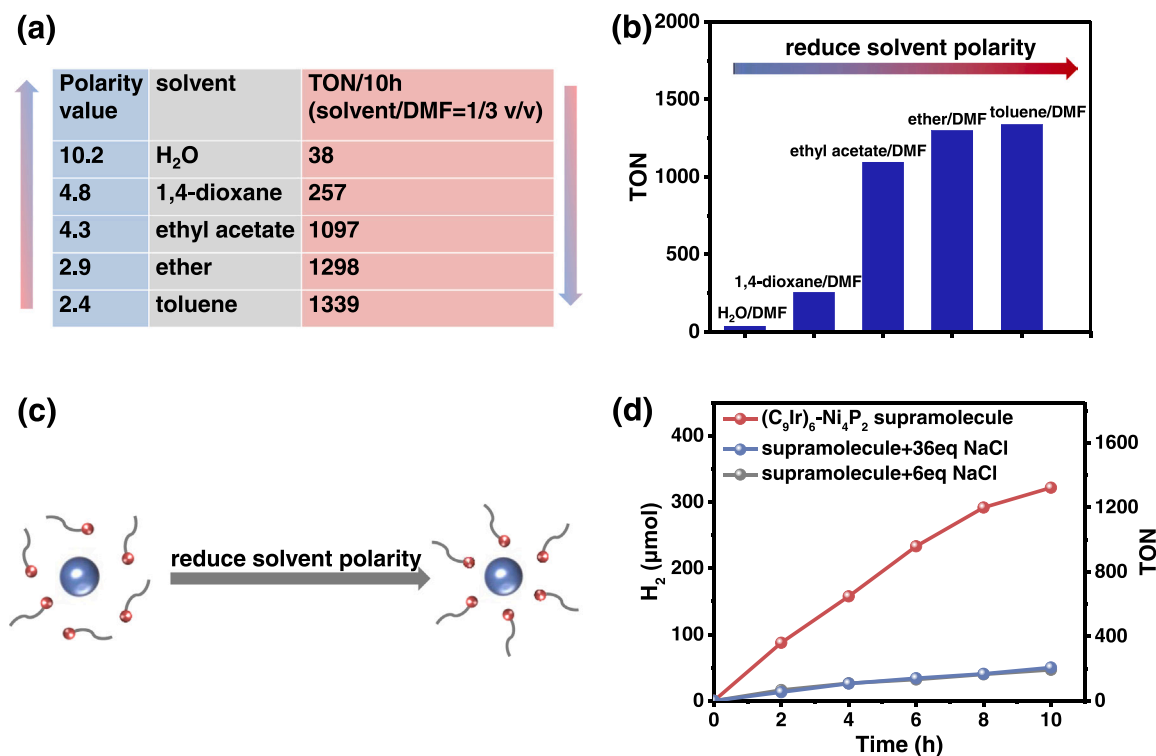 (a)
Polarity value solvent TON/10h (solvent/DMF=1/3 v/v)
10.2 H₂O 38
4.8 1,4-dioxane 257
4.3 ethyl acetate 1097
2.9 ether 1298
2.4 toluene 1339
(b)
2000
1500
1000
500
0
TON
reduce solvent polarity
H₂O/DMF
1,4-dioxane/DMF
ethyl acetate/DMF
ether/DMF
toluene/DMF
(c)
reduce solvent polarity
(d)
(C₉Ir)₆-Ni₄P₂ supramolecule
supramolecule+36eq NaCl
supramolecule+6eq NaCl
H₂ (μmol)
400
300
200
100
0
TON
1600
1200
800
400
0
0 2 4 6 8 10
Time (h)